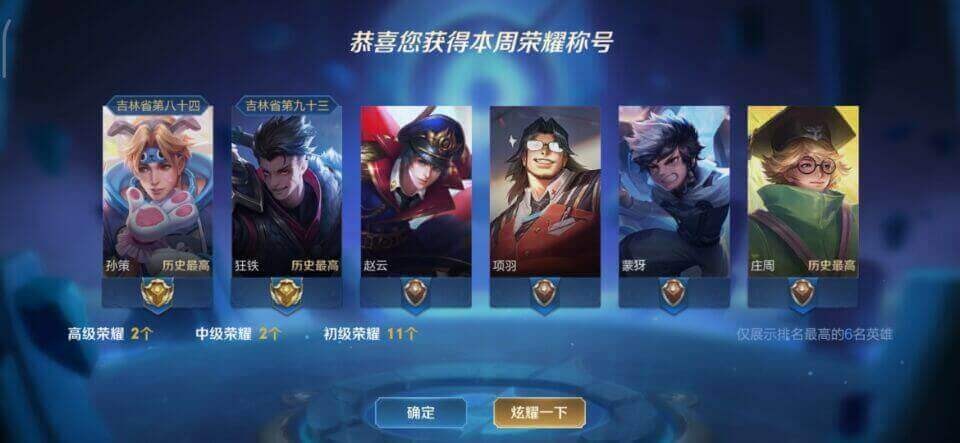 恭喜您获得本周荣耀称号
吉林省第八十四
吉林省第九十三
孙策 历史最高
狂铁 历史最高
赵云
项羽
蒙犽
庄周 历史最高
高级荣耀 2个 中级荣耀 2个 初级荣耀 11个
仅展示排名最高的6名英雄
确定
炫耀一下